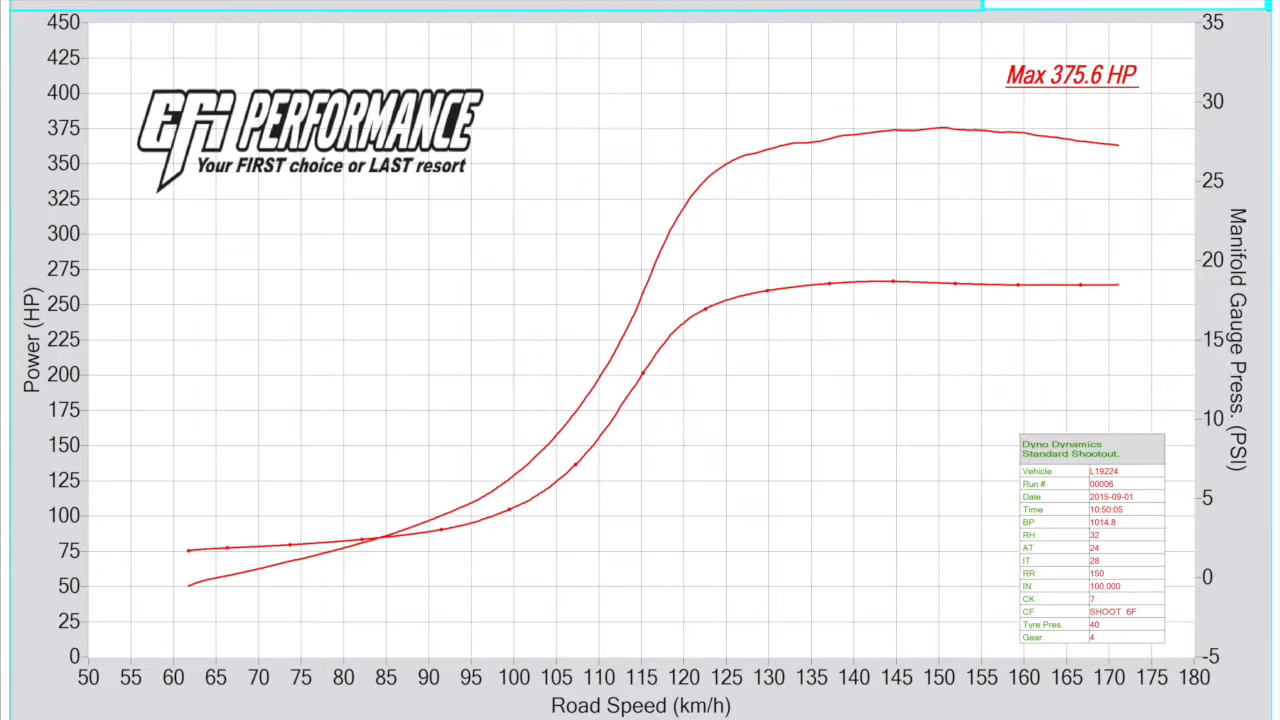 Max 375.6 HP
EFI PERFORMANCE
Your FIRST choice or LAST resort
Power (HP)
450
425
400
375
350
325
300
275
250
225
200
175
150
125
100
75
50
25
0
Manifold Gauge Press. (PSI)
35
30
25
20
15
10
5
0
-5
Dyno Dynamics
Standard Shootout.
Vehicle L19224
Run # 00006
Date 2015-09-01
Time 10:50:05
BP 1014.8
RH 32
AT 24
IT 28
RR 150
IN 100.000
CK 7
CF SHOOT 6F
Tyre Pres. 40
Gear 4
50 55 60 65 70 75 80 85 90 95 100 105 110 115 120 125 130 135 140 145 150 155 160 165 170 175 180
Road Speed (km/h)